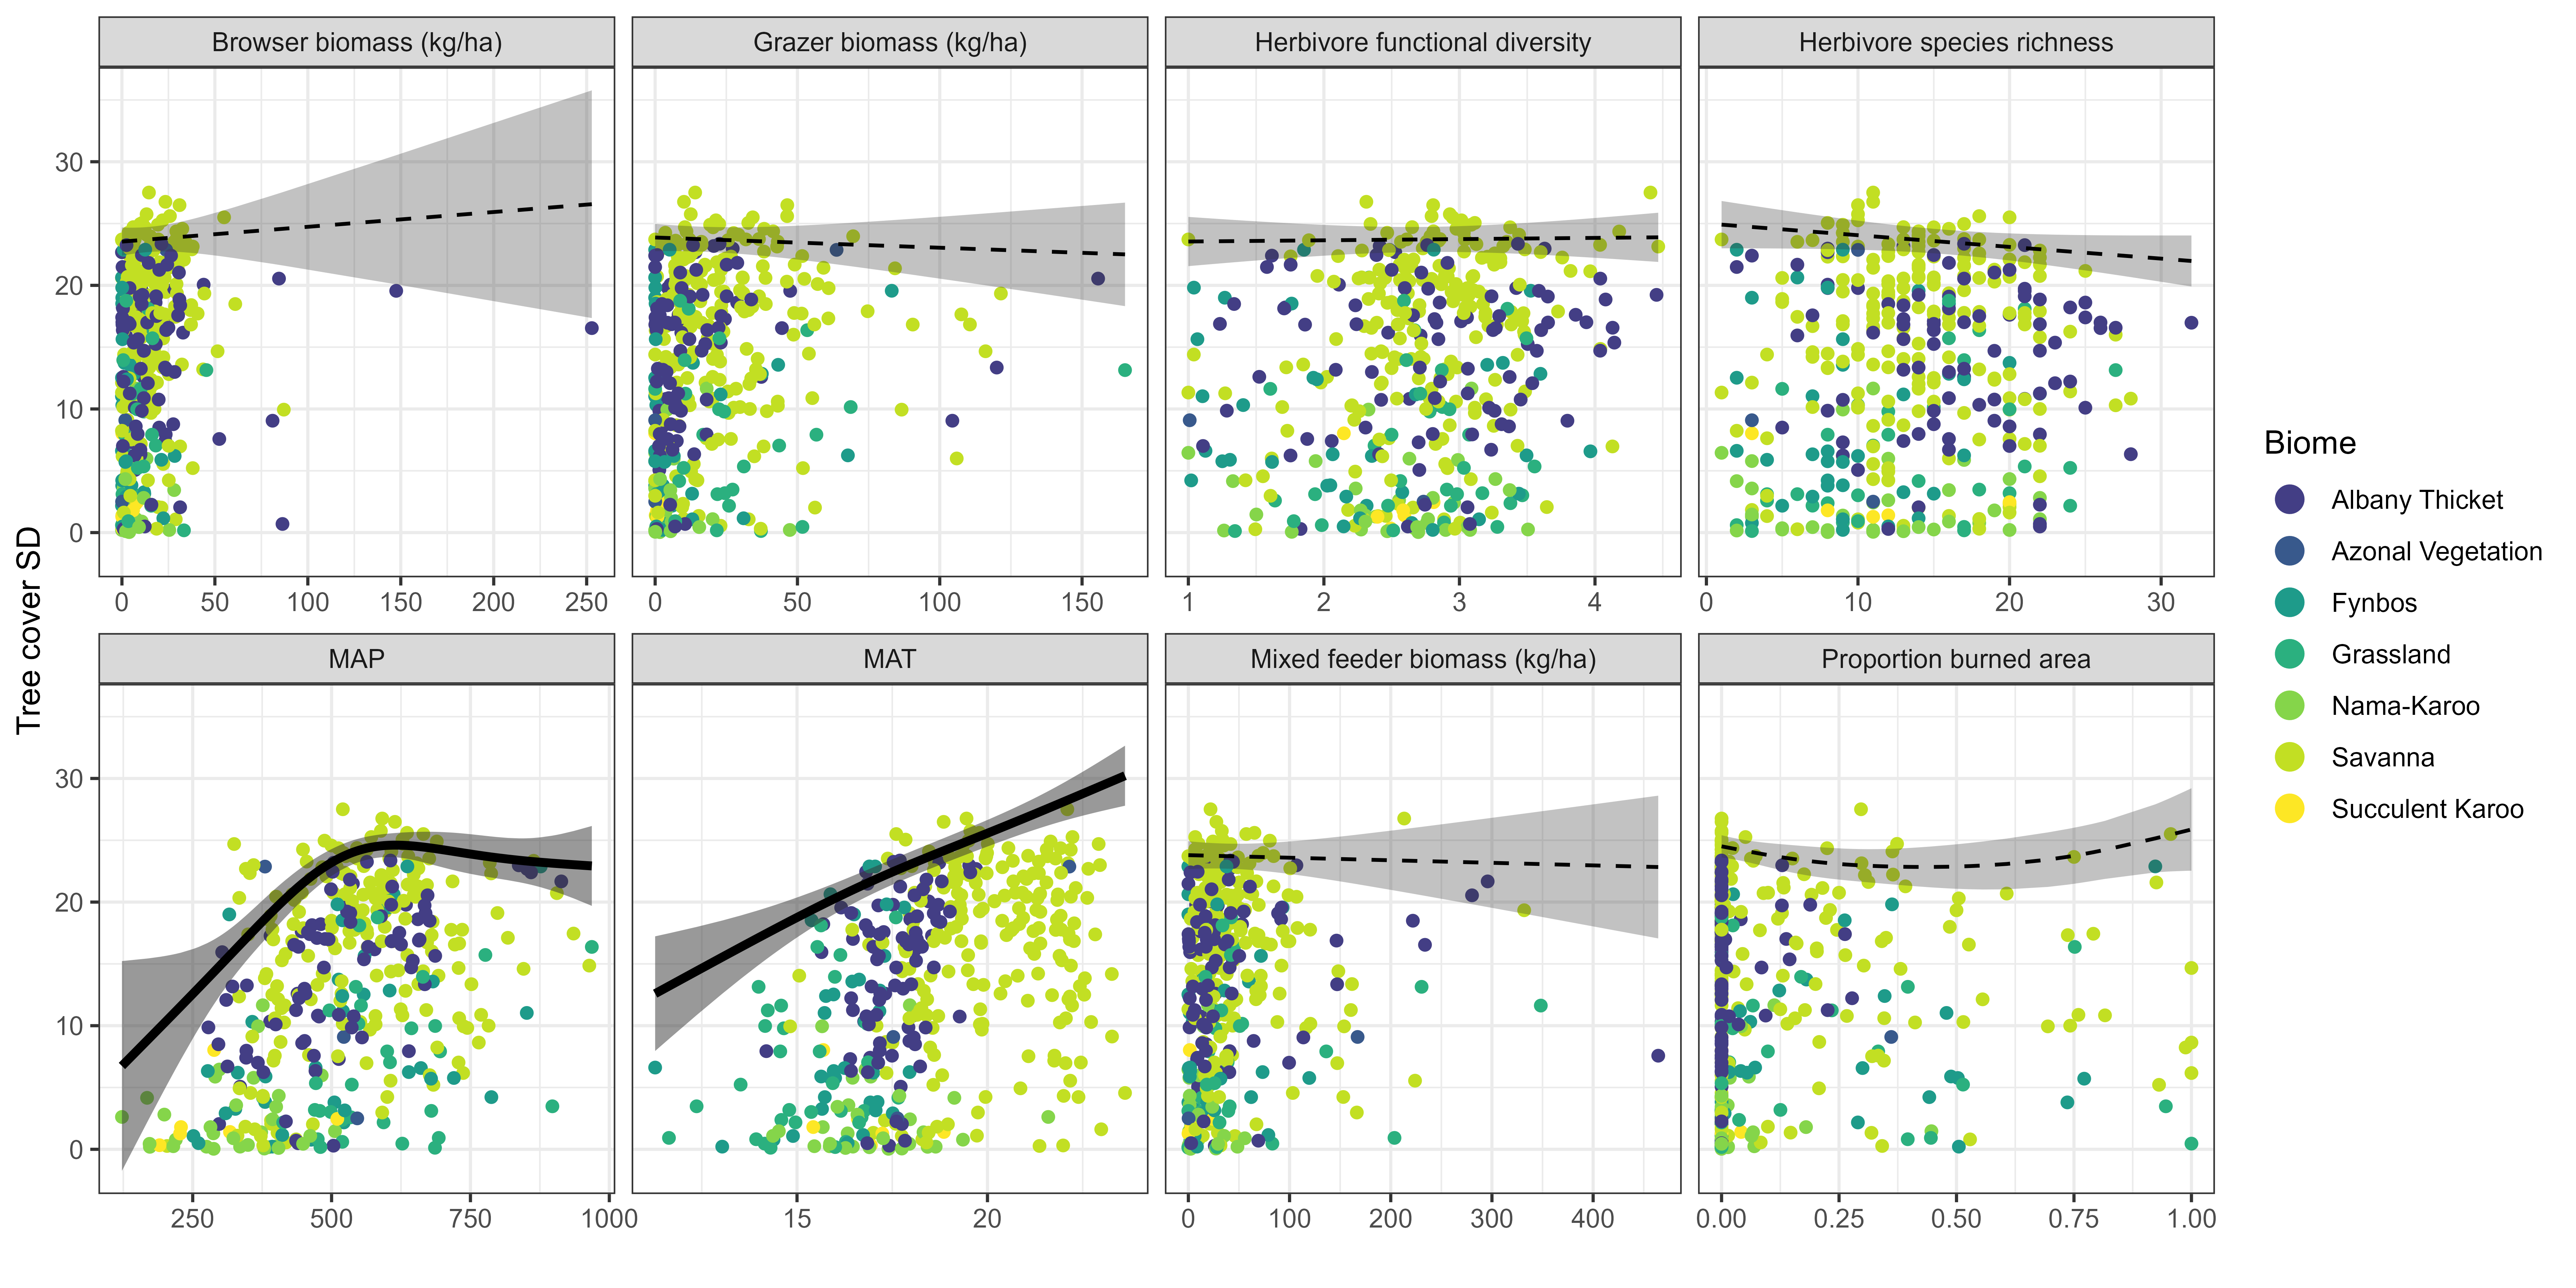 Browser biomass (kg/ha)
Grazer biomass (kg/ha)
Herbivore functional diversity
Herbivore species richness
30
20
10
0
0 50 100 150 200 250
0 50 100 150
1 2 3 4
0 10 20 30
Tree cover SD
MAP
MAT
Mixed feeder biomass (kg/ha)
Proportion burned area
30
20
10
0
250 500 750 1000
15 20
0 100 200 300 400
0.00 0.25 0.50 0.75 1.00
Biome
Albany Thicket
Azonal Vegetation
Fynbos
Grassland
Nama-Karoo
Savanna
Succulent Karoo